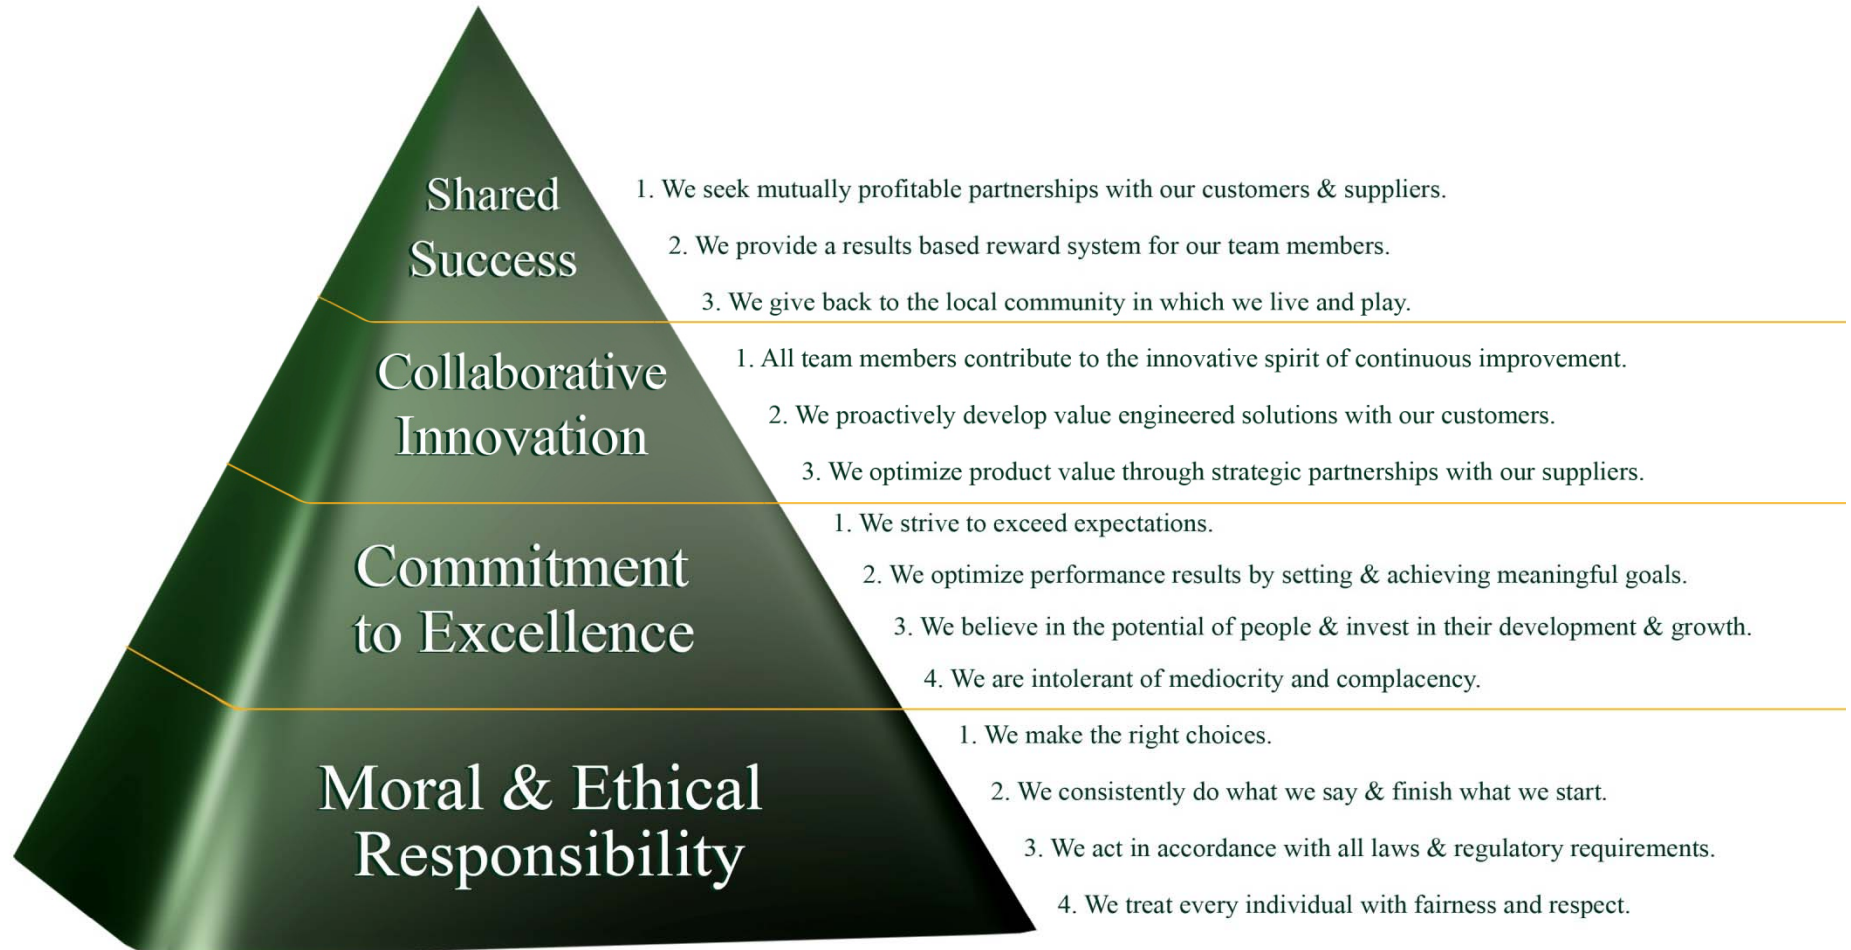 Shared
Success
1. We seek mutually profitable partnerships with our customers & suppliers.
2. We provide a results based reward system for our team members.
3. We give back to the local community in which we live and play.
Collaborative
Innovation
1. All team members contribute to the innovative spirit of continuous improvement.
2. We proactively develop value engineered solutions with our customers.
3. We optimize product value through strategic partnerships with our suppliers.
Commitment
to Excellence
1. We strive to exceed expectations.
2. We optimize performance results by setting & achieving meaningful goals.
3. We believe in the potential of people & invest in their development & growth.
4. We are intolerant of mediocrity and complacency.
Moral & Ethical
Responsibility
1. We make the right choices.
2. We consistently do what we say & finish what we start.
3. We act in accordance with all laws & regulatory requirements.
4. We treat every individual with fairness and respect.